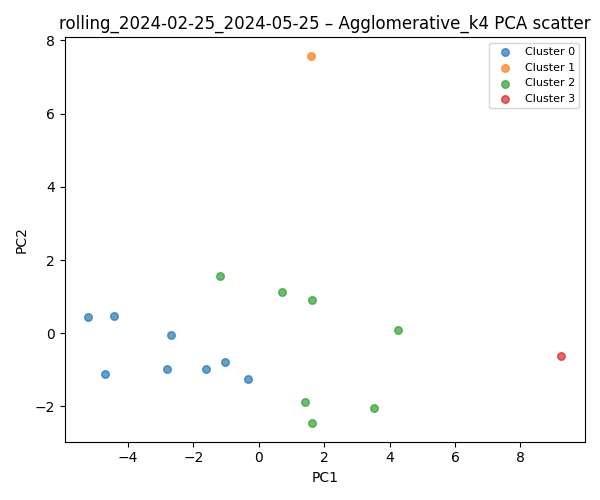 rolling_2024-02-25_2024-05-25 – Agglomerative_k4 PCA scatter
Cluster 0
Cluster 1
Cluster 2
Cluster 3
8
6
4
2
0
−2
PC2
−4 −2 0 2 4 6 8
PC1